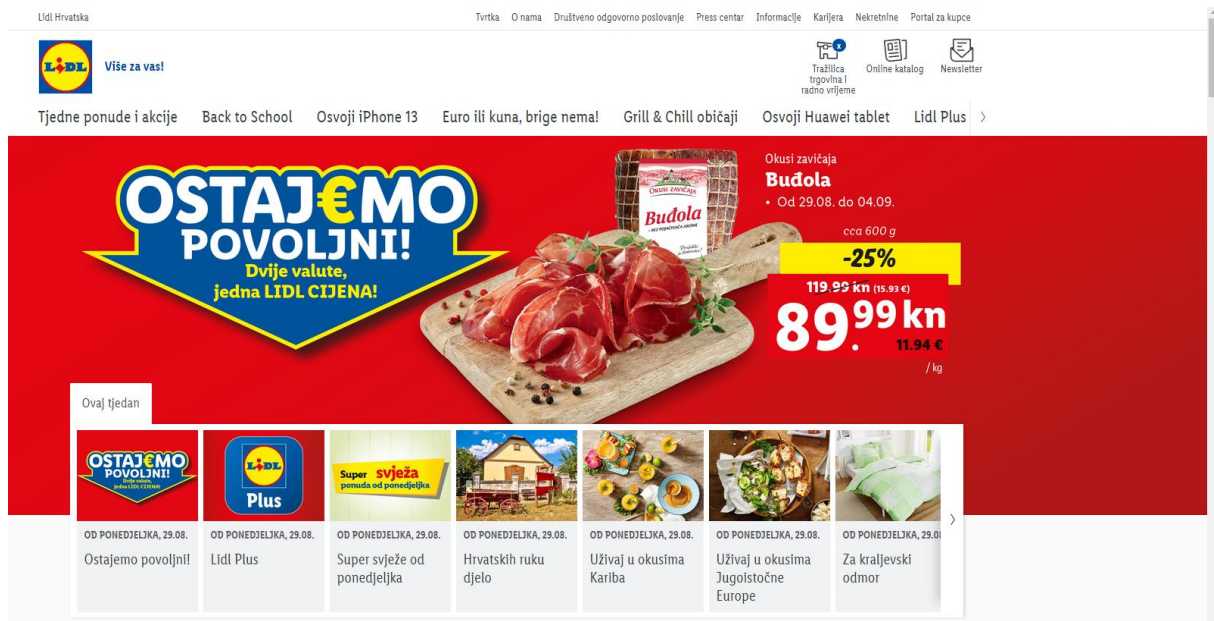 Lidl Hrvatska
Tvrtka O nama Društveno odgovorno poslovanje Press centar Informacije Karijera Nekretnine Portal za kupce
LIDL
Više za vas!
x
Tražilica
trgovina i
radno vrijeme
Online katalog
Newsletter
Tjedne ponude i akcije Back to School Osvoji iPhone 13 Euro ili kuna, brige nema! Grill & Chill običaji Osvoji Huawei tablet Lidl Plus
OSTAJ€MO
POVOLJNI!
Dvije valute,
jedna LIDL CIJENA!
OKUSI ZAVIČAJA
Buđola
Okusi zavičaja
Buđola
• Od 29.08. do 04.09.
cca 600 g
-25%
119.99 kn (15.93 €)
89.99 kn
11.94 €
/ kg
Ovaj tjedan
OSTAJ€MO
POVOLJNI!
Dvije valute,
jedna LIDL CIJENA!
OD PONEDJELJKA, 29.08.
Ostajemo povoljni!
LIDL
Plus
OD PONEDJELJKA, 29.08.
Lidl Plus
Super svježa
ponuda od ponedjeljka
OD PONEDJELJKA, 29.08.
Super svježe od
ponedjeljka
OD PONEDJELJKA, 29.08.
Hrvatskih ruku
djelo
OD PONEDJELJKA, 29.08.
Uživaj u okusima
Kariba
OD PONEDJELJKA, 29.08.
Uživaj u okusima
Jugoistočne
Europe
OD PONEDJELJKA, 29.0
Za kraljevski
odmor